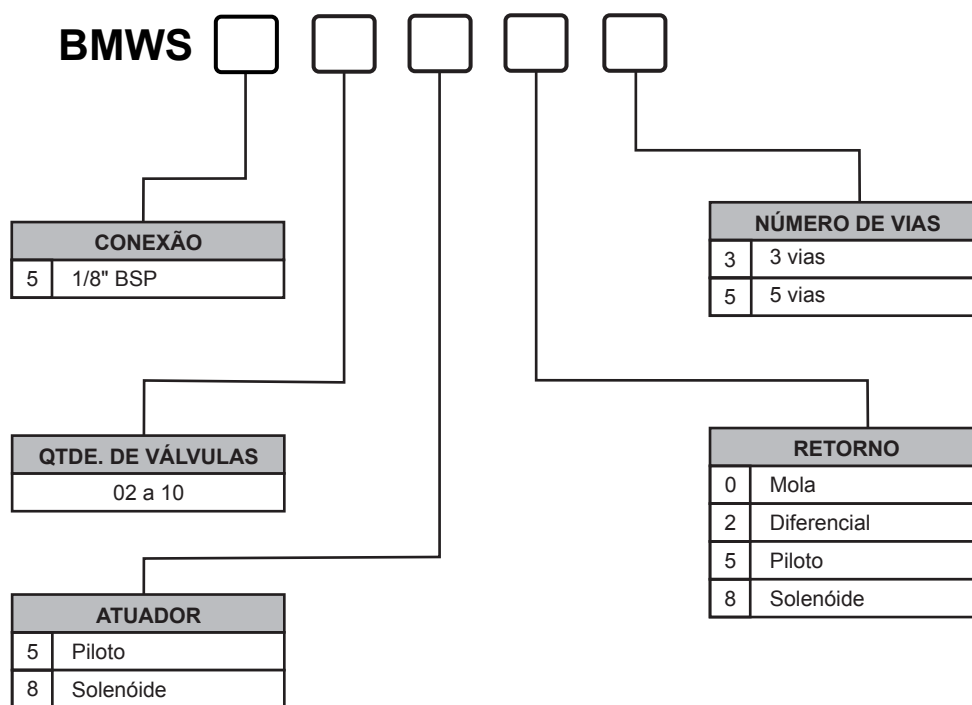 BMWS
CONEXÃO
5 1/8" BSP
QTDE. DE VÁLVULAS
02 a 10
ATUADOR
5 Piloto
8 Solenóide
NÚMERO DE VIAS
3 3 vias
5 5 vias
RETORNO
0 Mola
2 Diferencial
5 Piloto
8 Solenóide